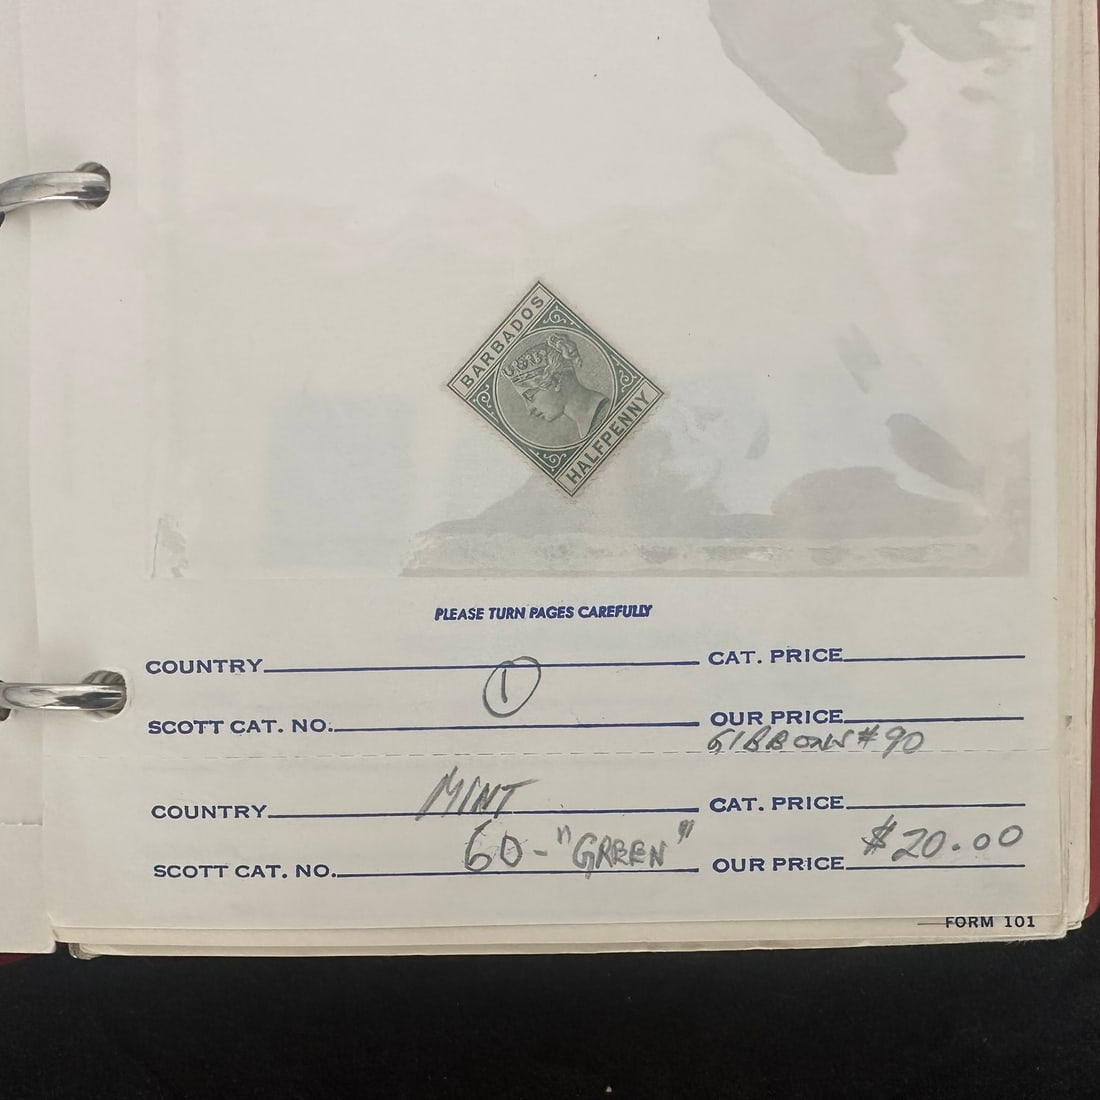 BARBADOS
HALFPENNY
PLEASE TURN PAGES CAREFULLY
COUNTRY CAT. PRICE
1
SCOTT CAT. NO. OUR PRICE
GIBBONS #90
COUNTRY MINT CAT. PRICE
SCOTT CAT. NO. 60 - "GREEN" OUR PRICE $20.00
FORM 101